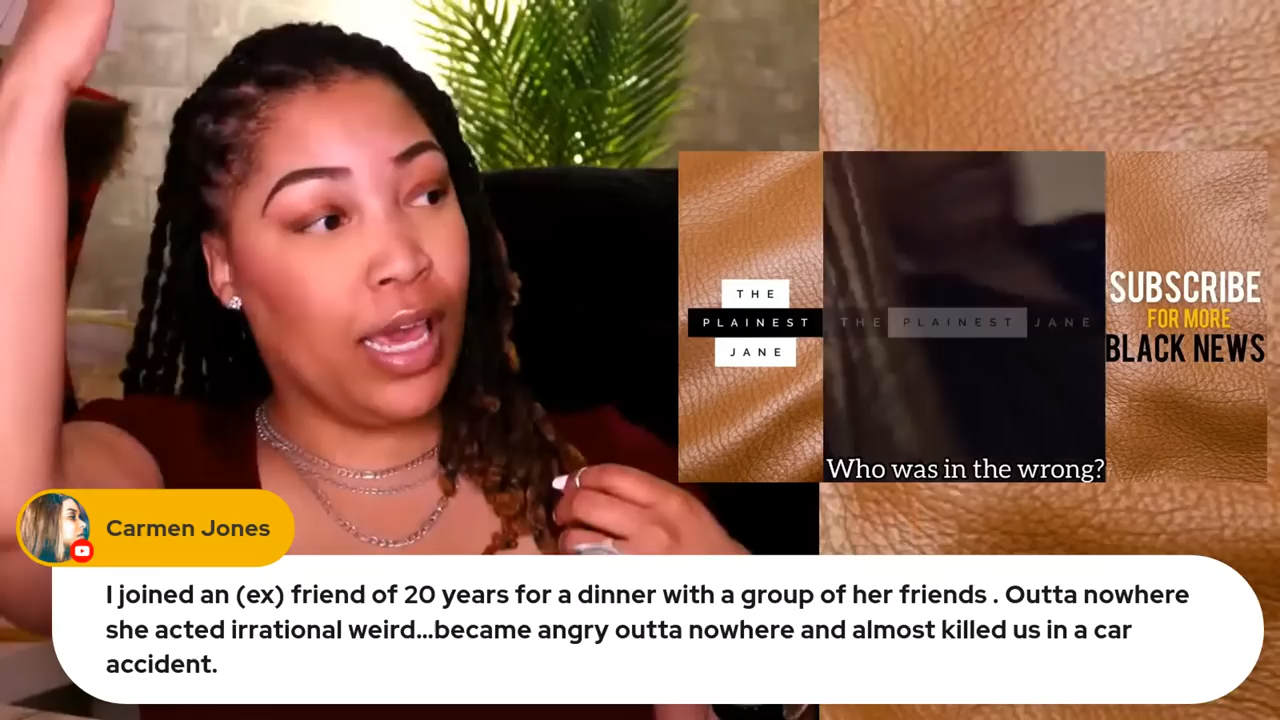 THE
PLAINEST
JANE
THE PLAINEST JANE
SUBSCRIBE
FOR MORE
BLACK NEWS
Who was in the wrong?
Carmen Jones
I joined an (ex) friend of 20 years for a dinner with a group of her friends . Outta nowhere
she acted irrational weird...became angry outta nowhere and almost killed us in a car
accident.